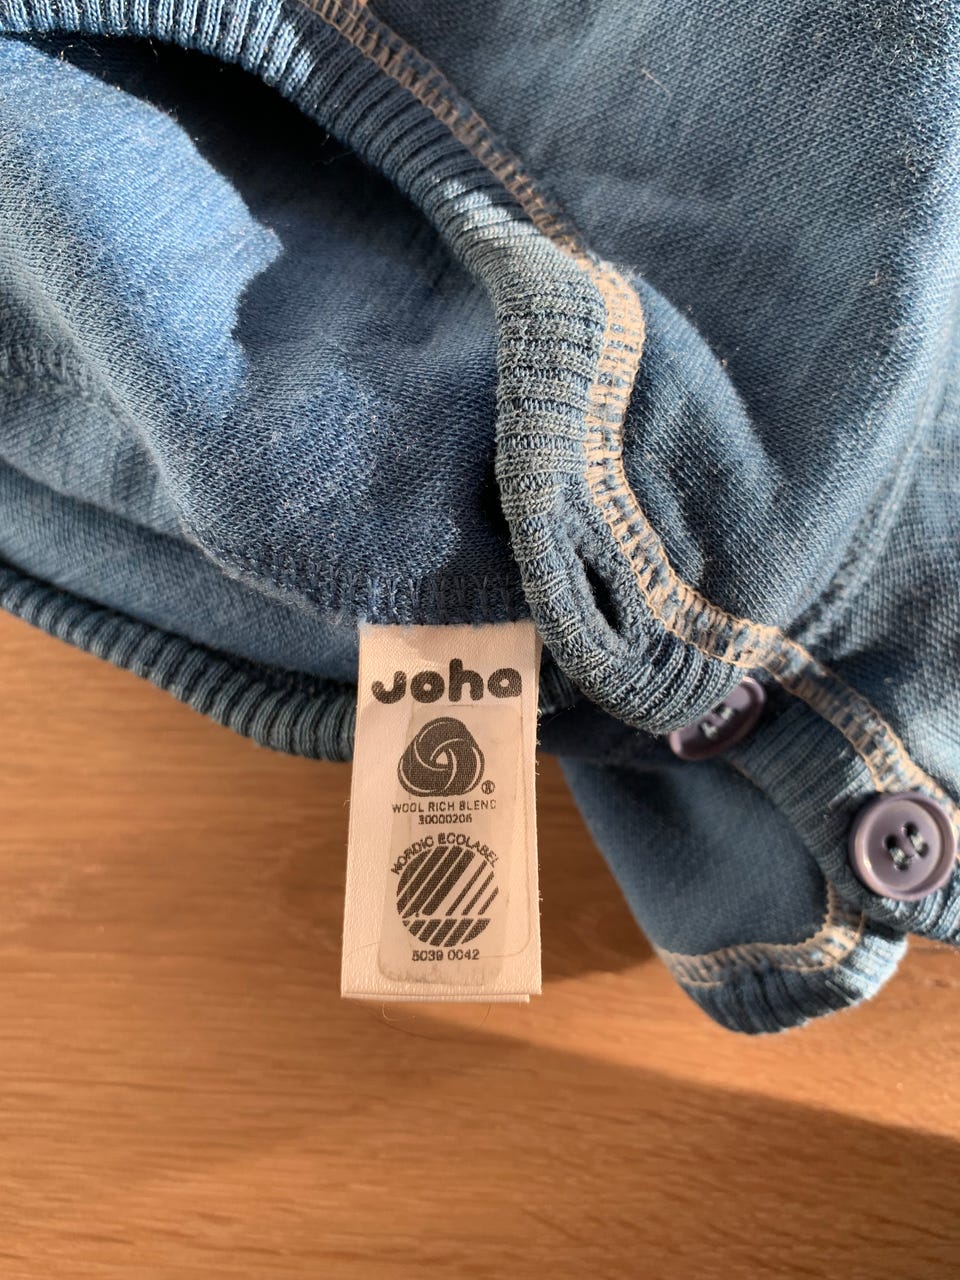 joha
®
WOOL RICH BLEND
30000206
NORDIC ECOLABEL
5039 0042